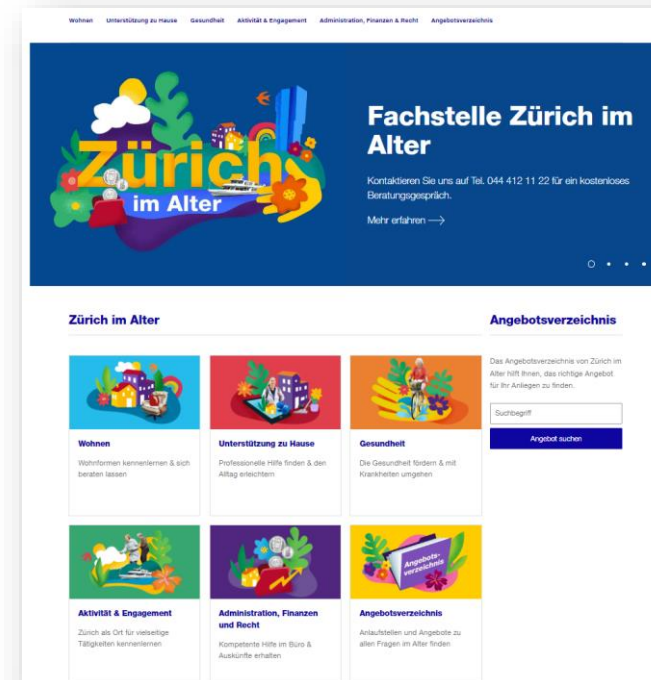 Wohnen Unterstützung zu Hause Gesundheit Aktivität & Engagement Administration, Finanzen & Recht Angebotsverzeichnis
Zürich
im Alter
Fachstelle Zürich im
Alter
Kontaktieren Sie uns auf Tel. 044 412 11 22 für ein kostenloses
Beratungsgespräch.
Mehr erfahren
Zürich im Alter
Wohnen
Wohnformen kennenlernen & sich
beraten lassen
Unterstützung zu Hause
Professionelle Hilfe finden & den
Alltag erleichtern
Gesundheit
Die Gesundheit fördern & mit
Krankheiten umgehen
Aktivität & Engagement
Zürich als Ort für vielseitige
Tätigkeiten kennenlernen
Administration, Finanzen
und Recht
Kompetente Hilfe im Büro &
Auskünfte erhalten
Angebots-
verzeichnis
Angebotsverzeichnis
Anlaufstellen und Angebote zu
allen Fragen im Alter finden
Angebotsverzeichnis
Das Angebotsverzeichnis von Zürich im
Alter hilft Ihnen, das richtige Angebot
für Ihr Anliegen zu finden.
Suchbegriff
Angebot suchen